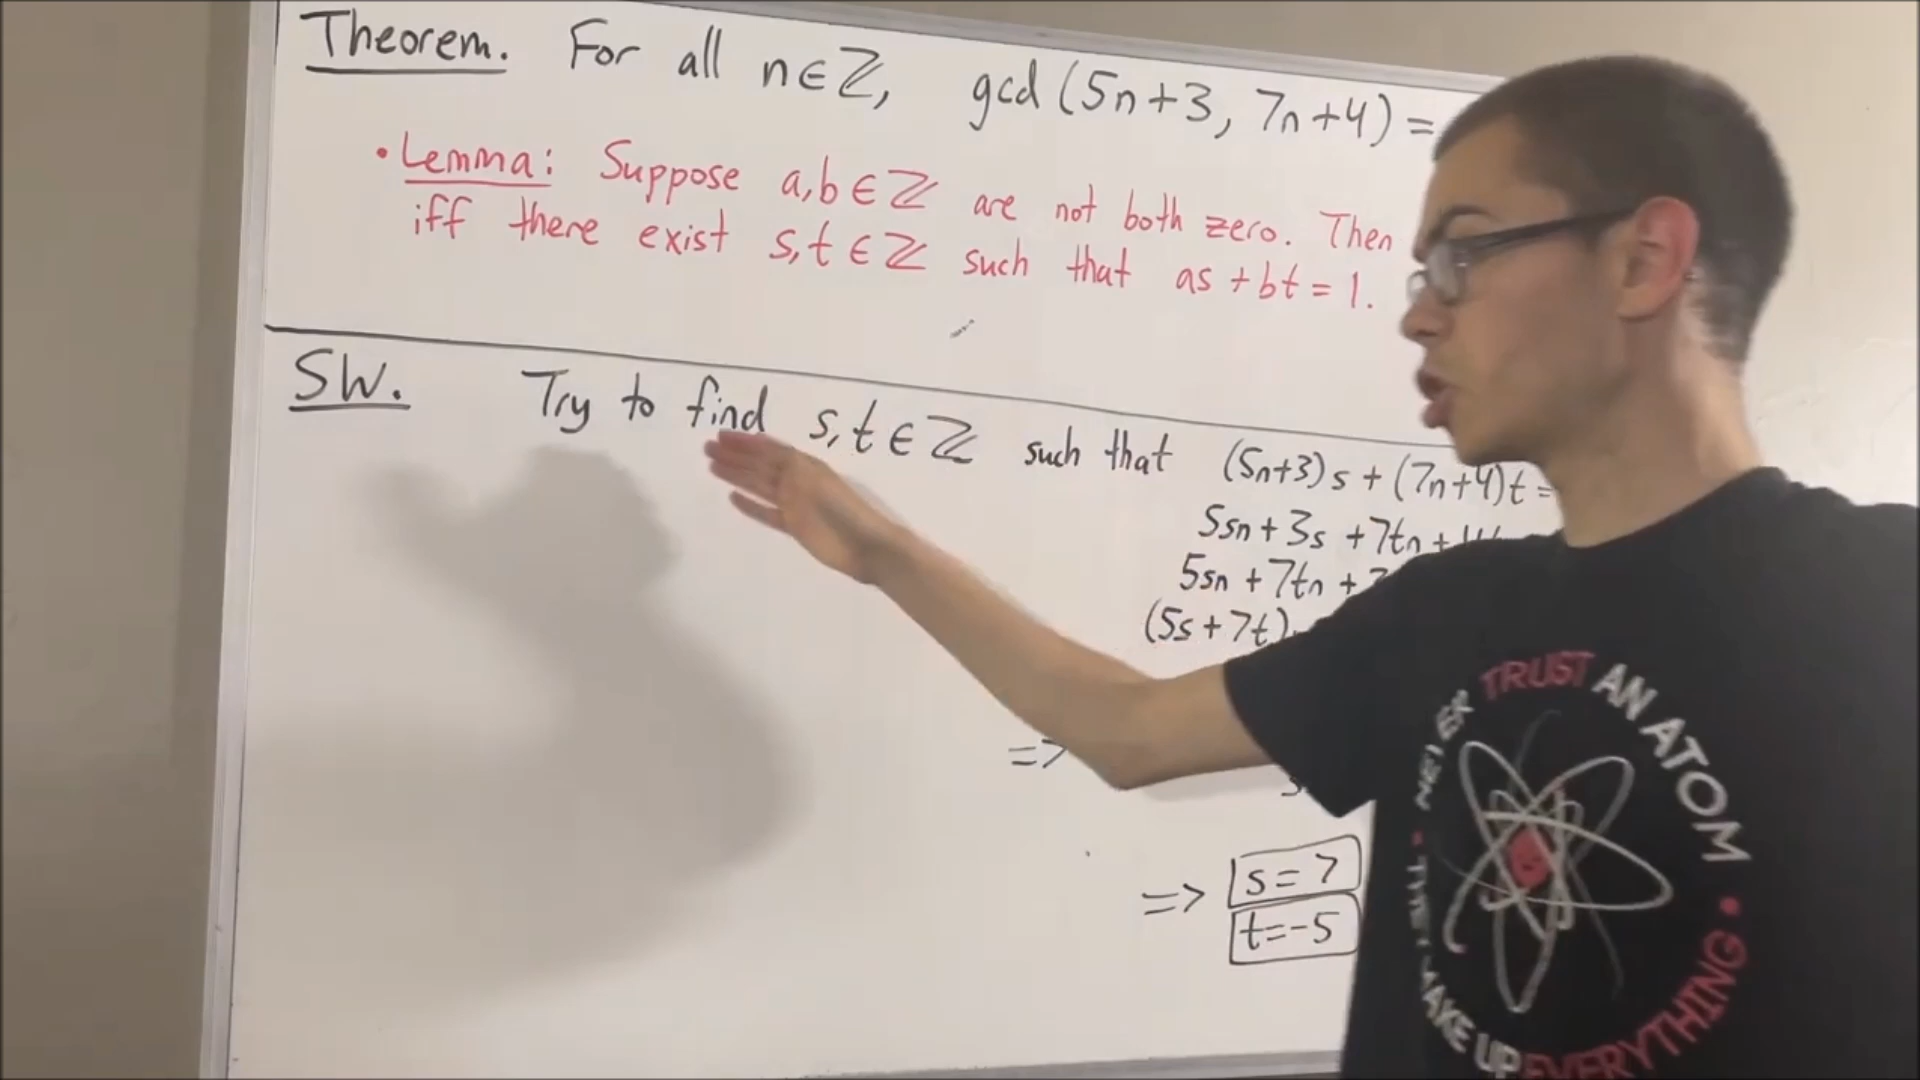 Theorem. For all n∈ℤ, gcd(5n+3, 7n+4) =
• Lemma: Suppose a,b∈ℤ are not both zero. Then
iff there exist s,t∈ℤ such that as+bt=1.
SW. Try to find s,t∈ℤ such that (5n+3)s+(7n+4)t=
5sn+3s+7tn+
5sn+7tn+
(5s+7t)
=>
=> s=7
t=-5
NEVER TRUST AN ATOM • THEY MAKE UP EVERYTHING •